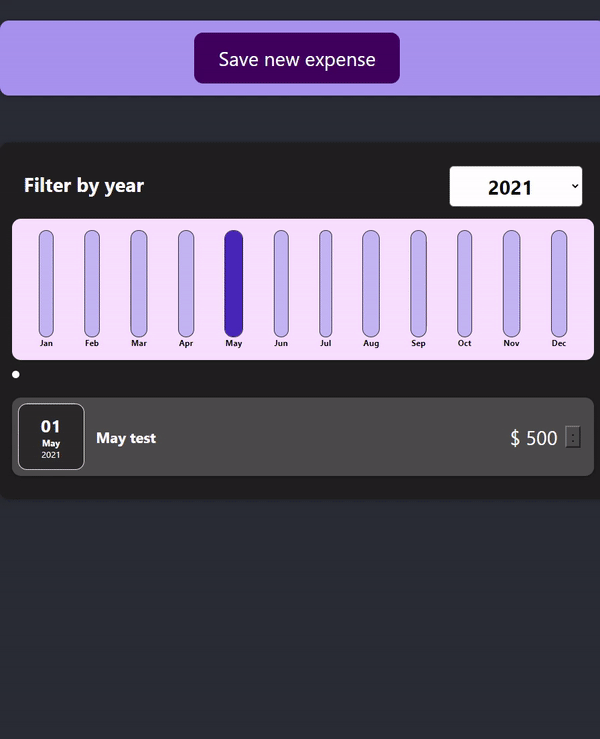 Save new expense
Filter by year
2021
Jan Feb Mar Apr May Jun Jul Aug Sep Oct Nov Dec
01
May
2021
May test
$ 500
: